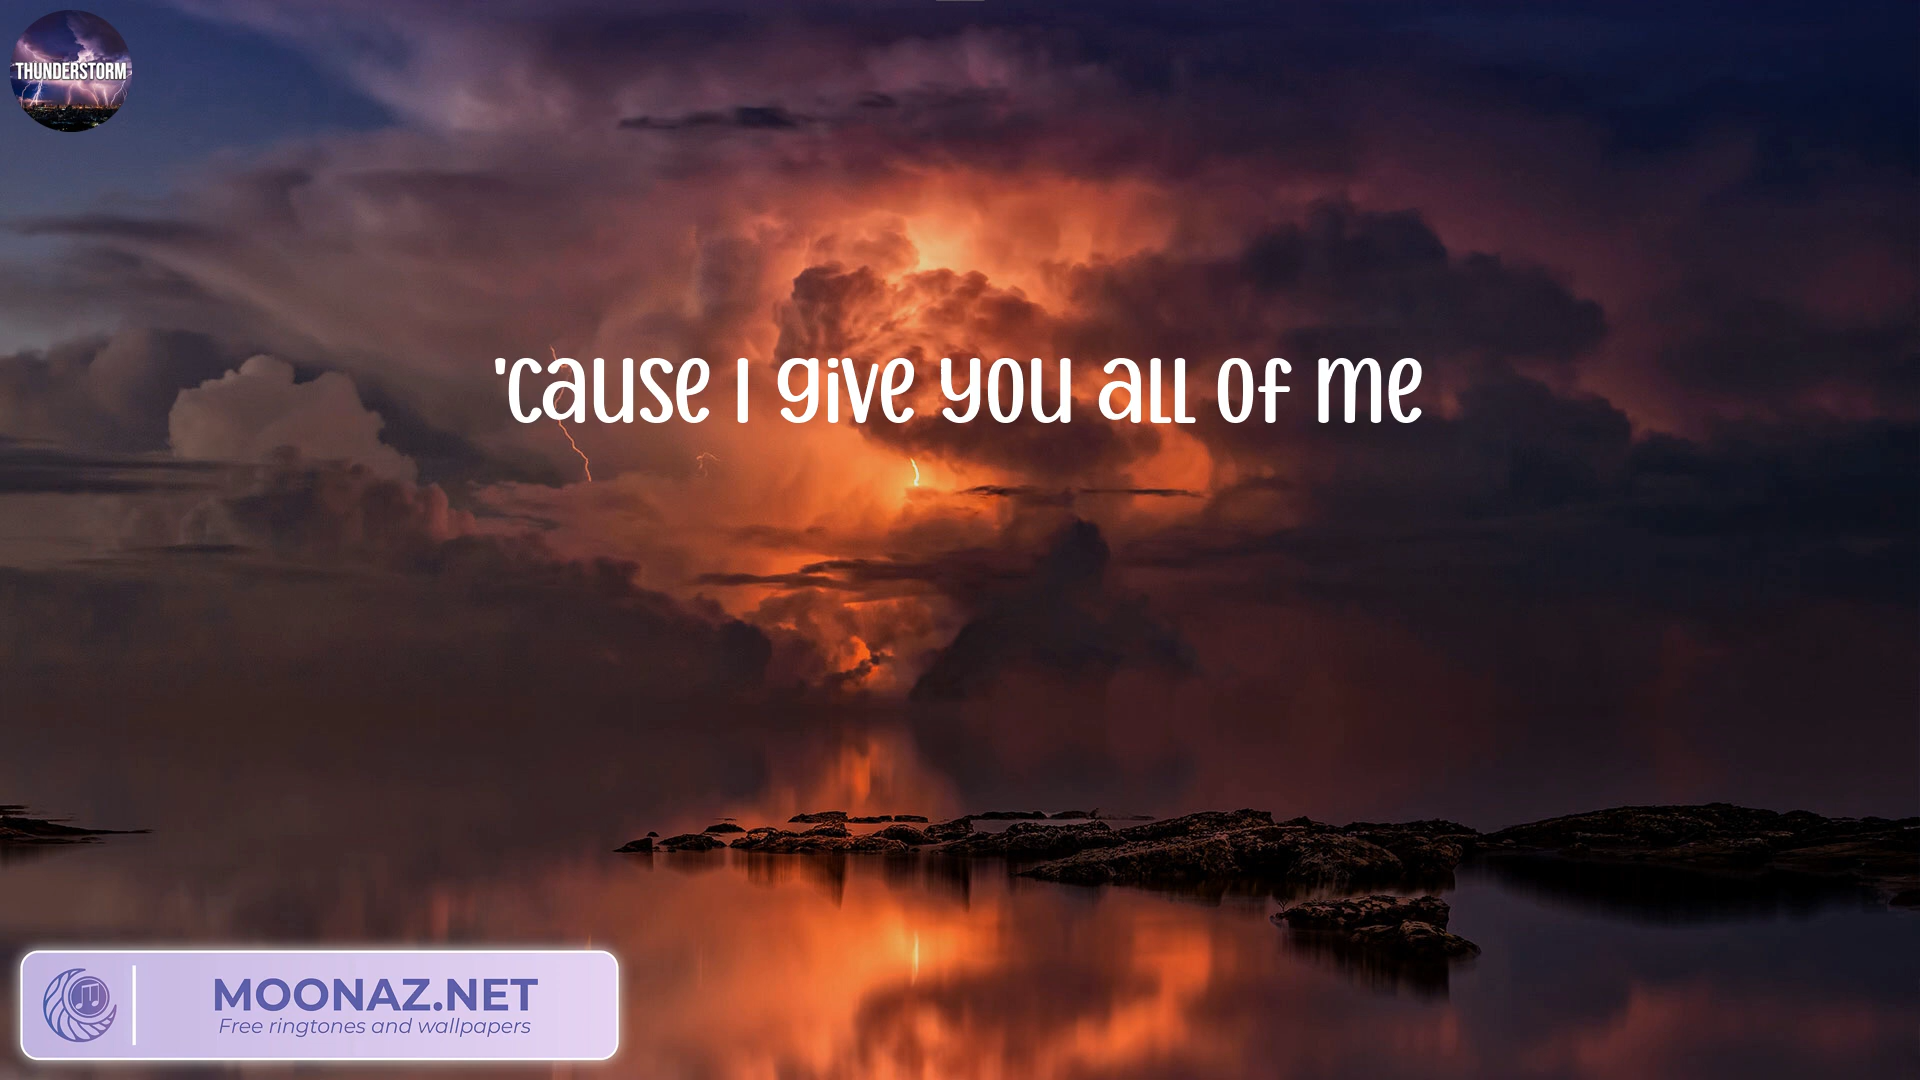 THUNDERSTORM
'cause I give you all of me
MOONAZ.NET
Free ringtones and wallpapers